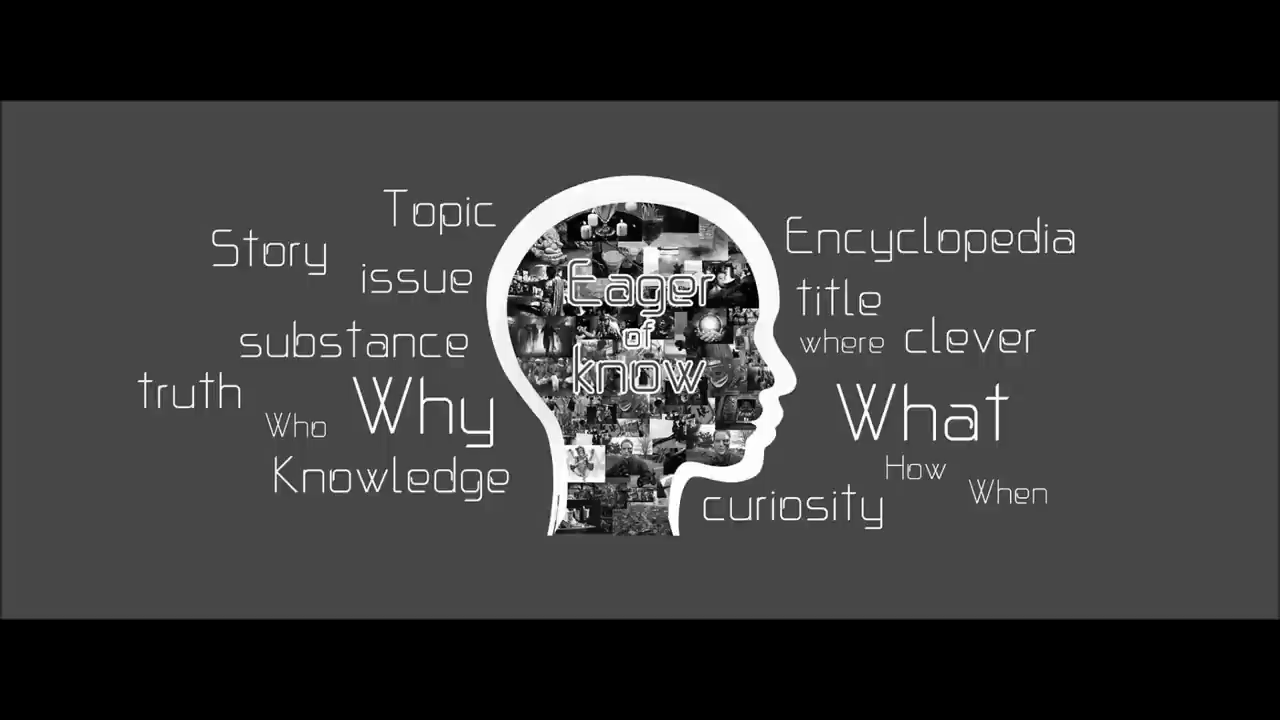 Topic
Story
issue
substance
truth
Who
Why
Knowledge
Eager
of
know
Encyclopedia
title
where
clever
What
How
When
curiosity